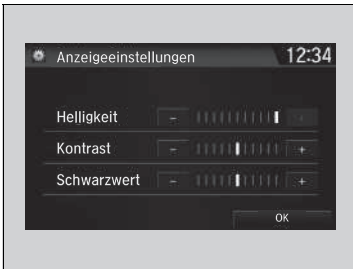 Anzeigeeinstellungen 12:34
Helligkeit -
Kontrast - +
Schwarzwert - +
OK